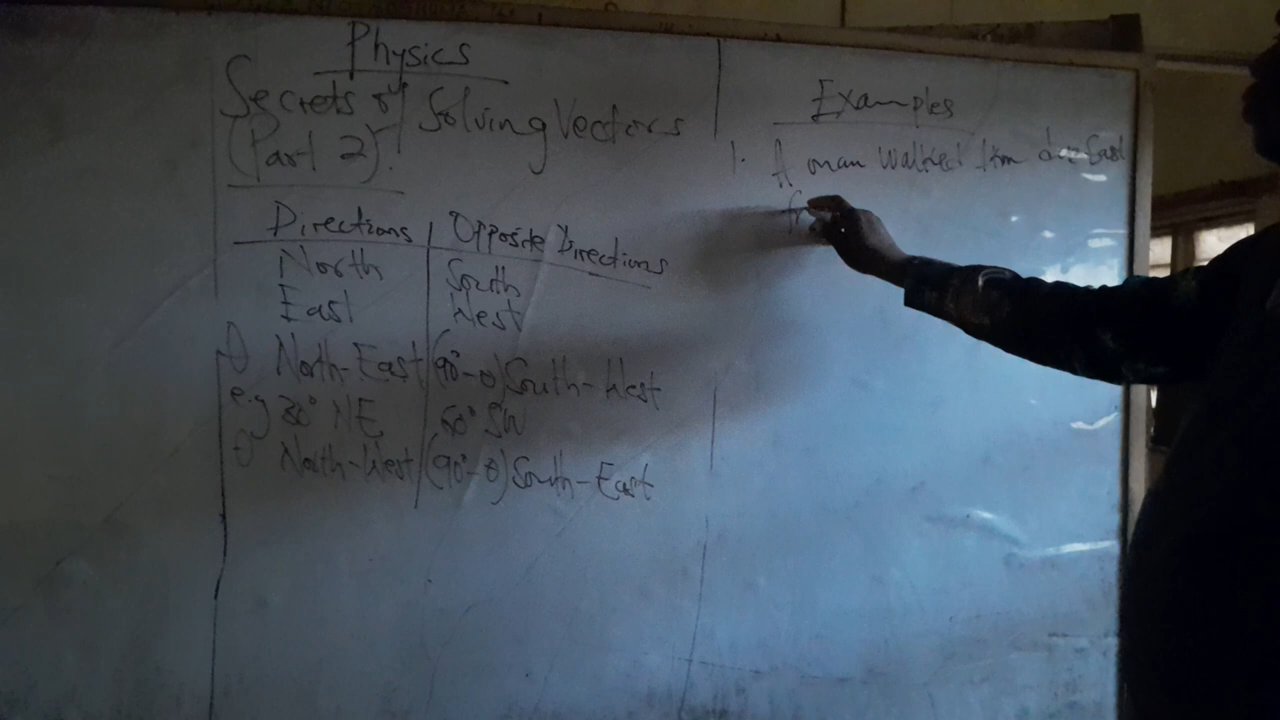 Physics
Secrets of Solving Vectors
(Part 2):
Directions | Opposite Directions
North South
East West
θ North-East (90°-θ) South-West
e.g 30° NE 60° SW
θ North-West (90°-θ) South-East
Examples
1. A man walked due East